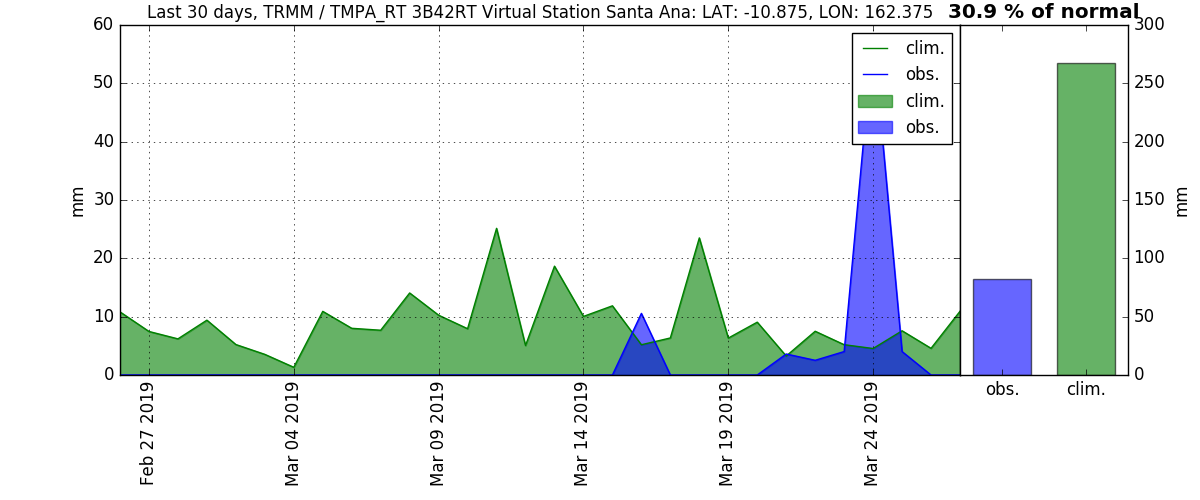 Last 30 days, TRMM / TMPA_RT 3B42RT Virtual Station Santa Ana: LAT: -10.875, LON: 162.375
30.9 % of normal
60
50
40
30
20
10
0
mm
clim.
obs.
clim.
obs.
300
250
200
150
100
50
0
mm
Feb 27 2019
Mar 04 2019
Mar 09 2019
Mar 14 2019
Mar 19 2019
Mar 24 2019
obs.
clim.